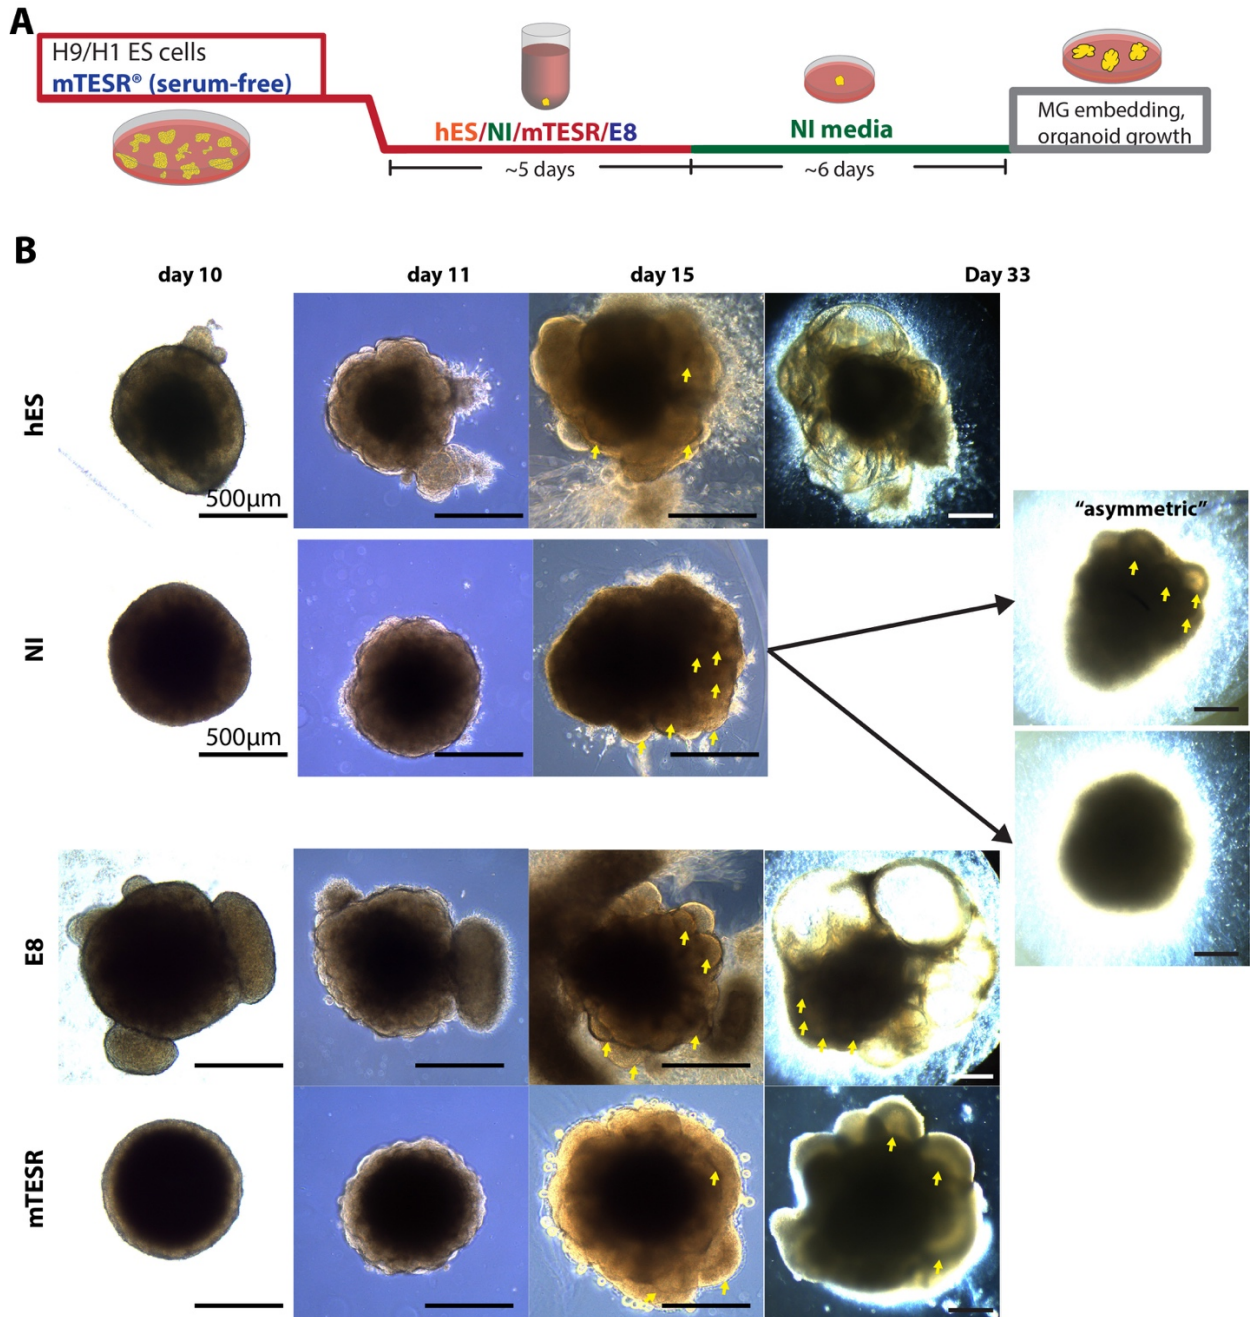 A
H9/H1 ES cells
mTESR® (serum-free)
hES/NI/mTESR/E8
NI media
MG embedding,
organoid growth
~5 days
~6 days
B
day 10
day 11
day 15
Day 33
hES
500µm
"asymmetric"
NI
500µm
E8
mTESR